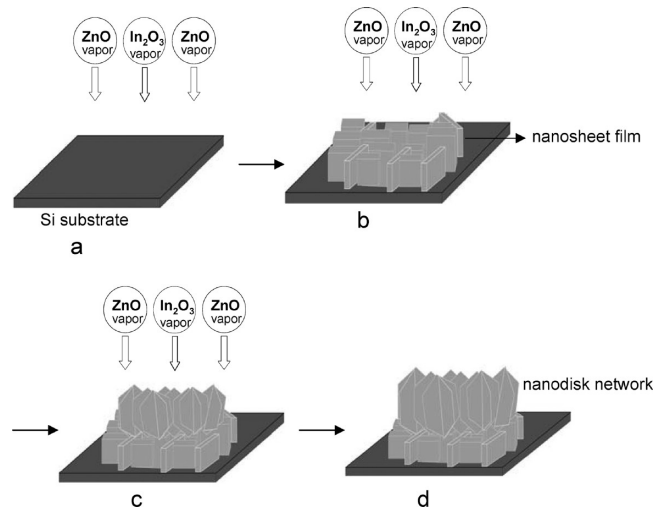 ZnO In₂O₃ ZnO
vapor vapor vapor
Si substrate
a
ZnO In₂O₃ ZnO
vapor vapor vapor
nanosheet film
b
ZnO In₂O₃ ZnO
vapor vapor vapor
c
nanodisk network
d